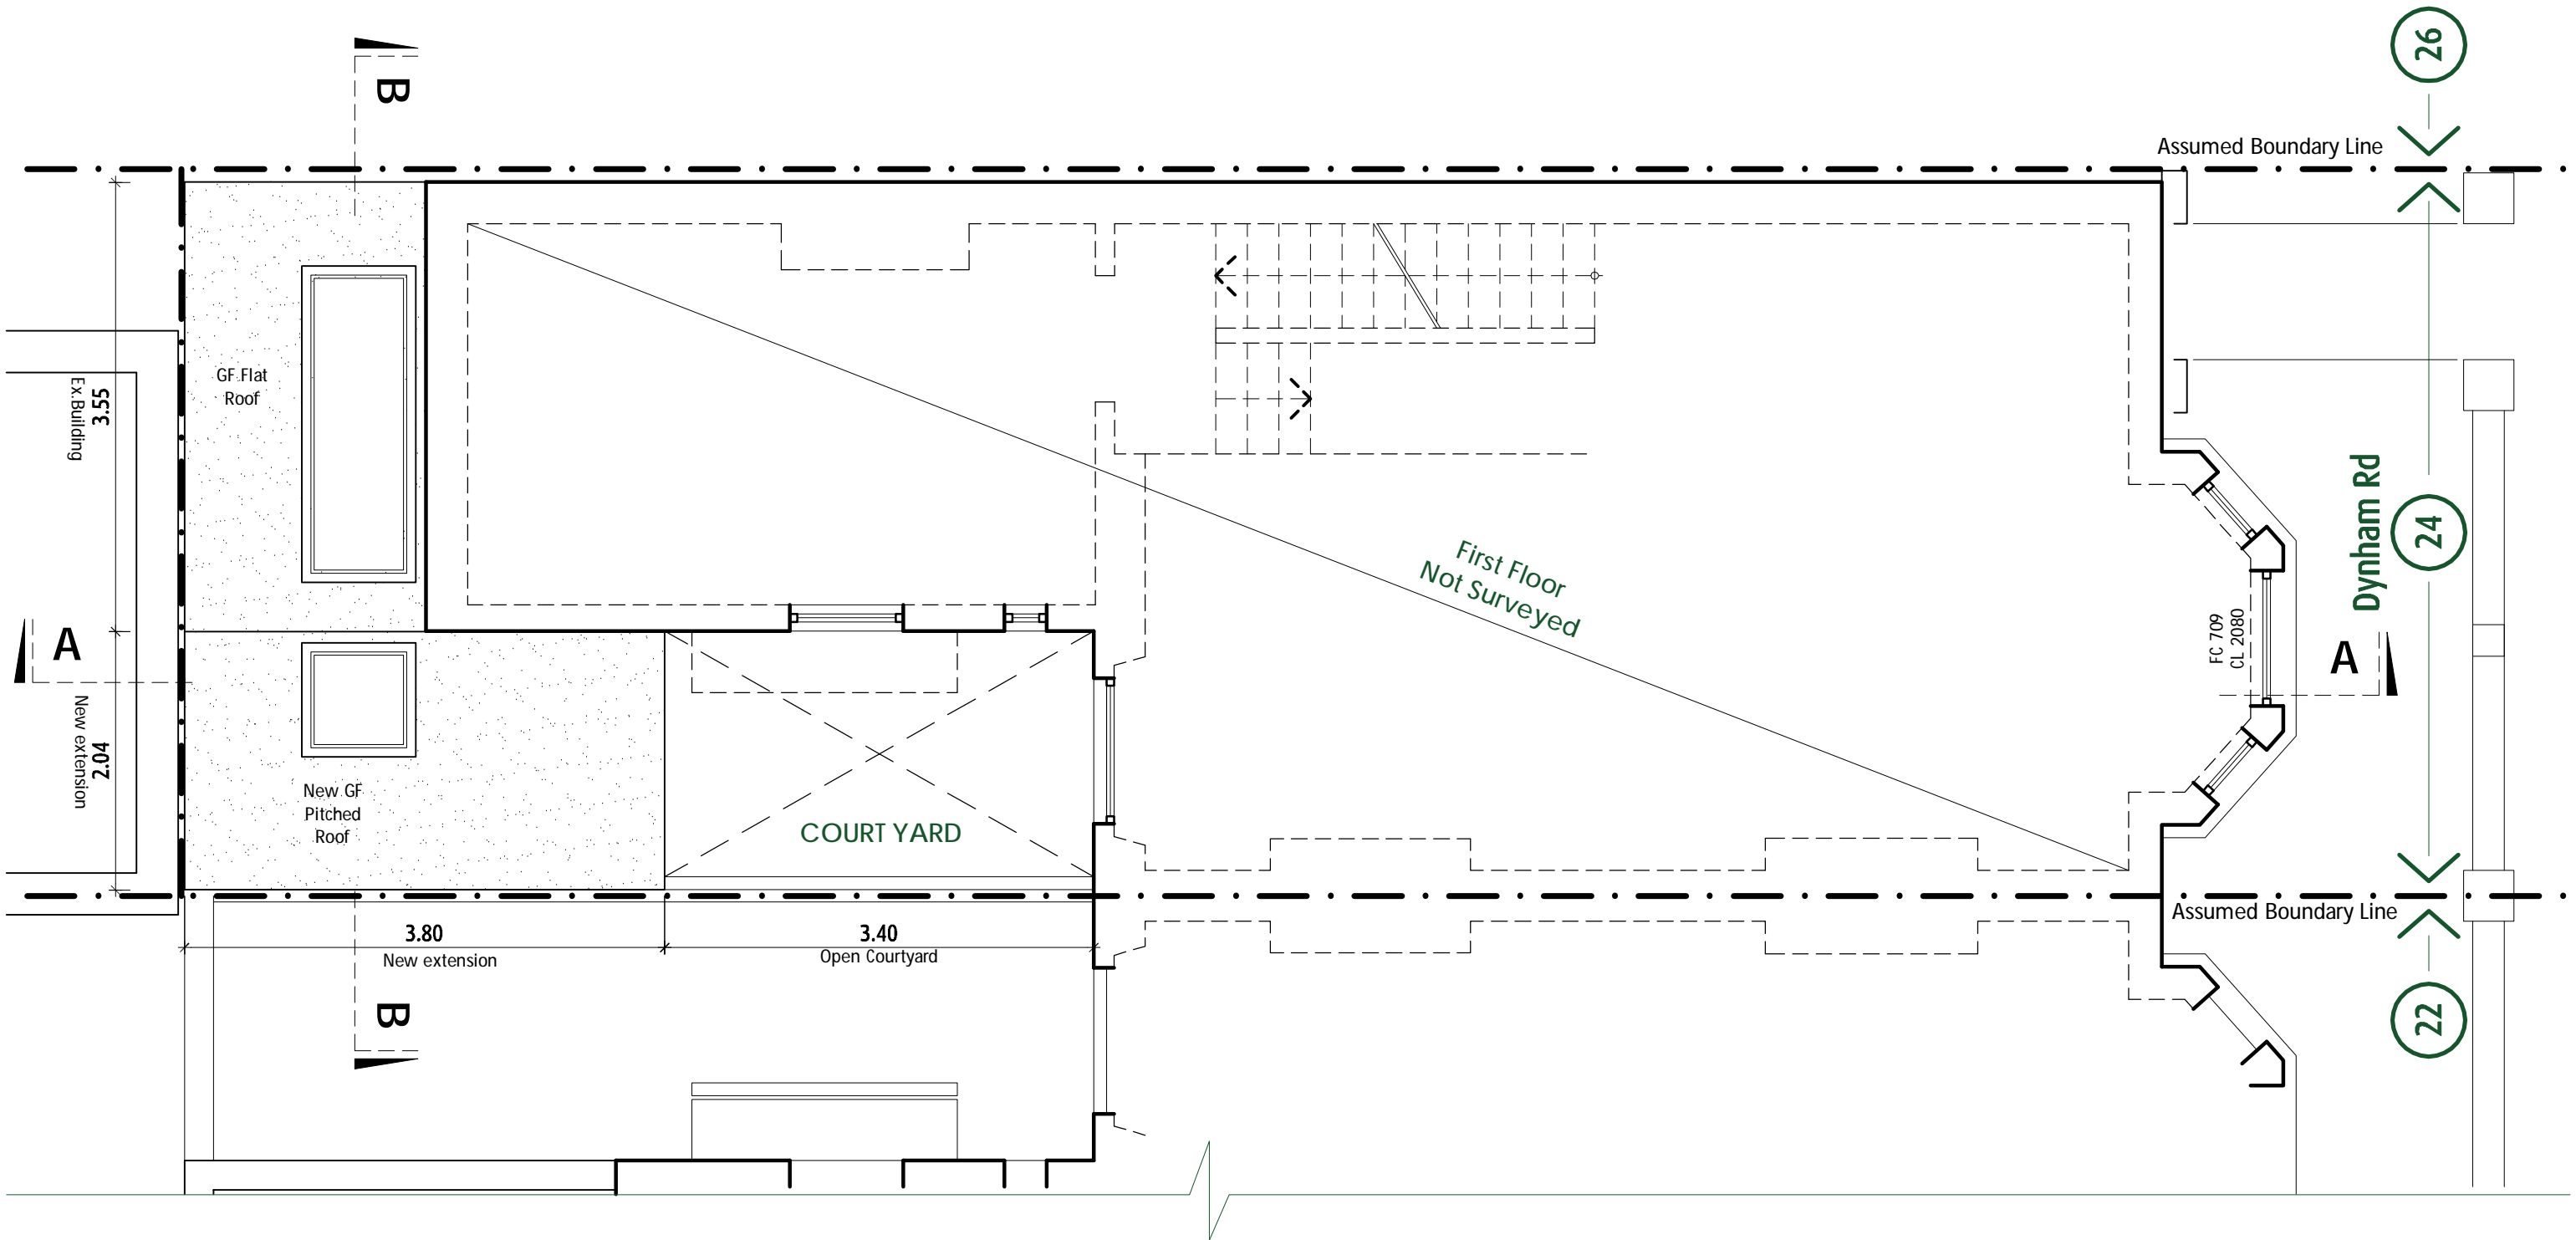 26
B
Assumed Boundary Line
GF Flat
Roof
3.55
Ex.Building
First Floor
Not Surveyed
Dynham Rd
24
FC 709
CL 2080
A
A
New extension
2.04
New GF
Pitched
Roof
COURT YARD
Assumed Boundary Line
3.80
New extension
3.40
Open Courtyard
B
22